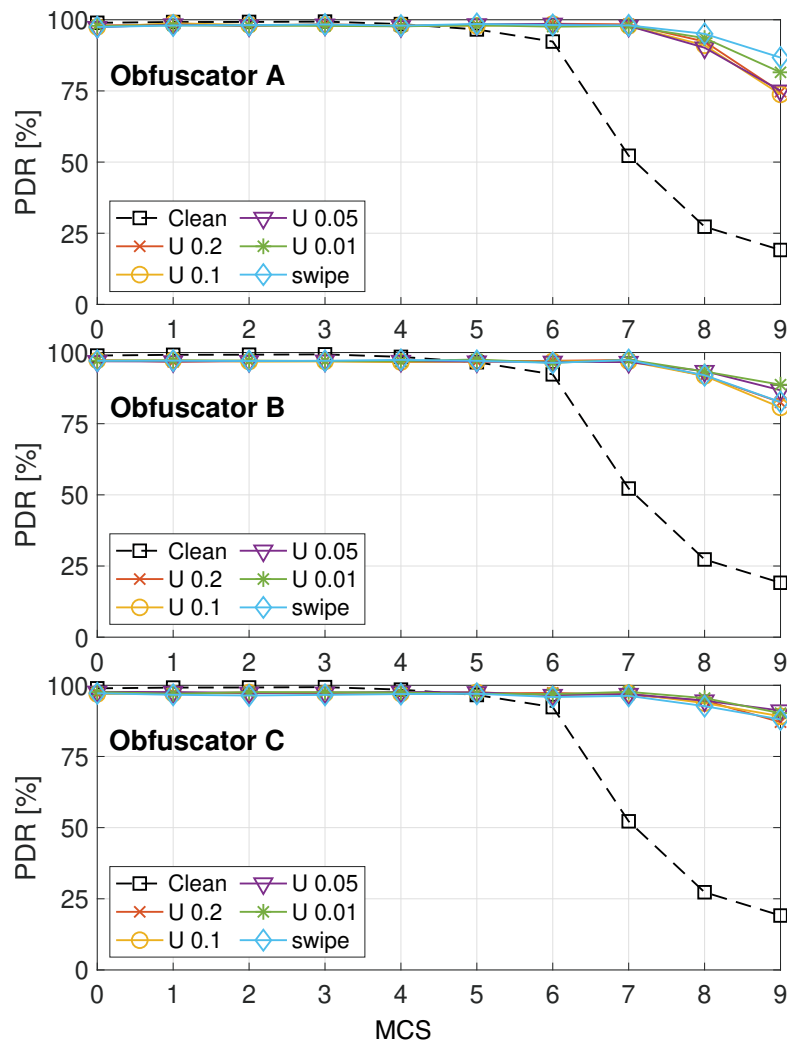 100
75
50
25
0
PDR [%]
Obfuscator A
Clean U 0.05
U 0.2 U 0.01
U 0.1 swipe
0 1 2 3 4 5 6 7 8 9
100
75
50
25
0
PDR [%]
Obfuscator B
Clean U 0.05
U 0.2 U 0.01
U 0.1 swipe
0 1 2 3 4 5 6 7 8 9
100
75
50
25
0
PDR [%]
Obfuscator C
Clean U 0.05
U 0.2 U 0.01
U 0.1 swipe
0 1 2 3 4 5 6 7 8 9
MCS